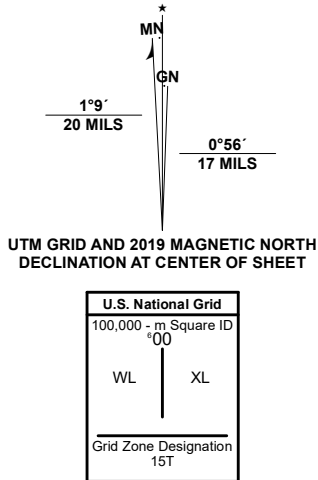 MN
GN
1°9´
20 MILS
0°56´
17 MILS
UTM GRID AND 2019 MAGNETIC NORTH
DECLINATION AT CENTER OF SHEET
U.S. National Grid
100,000 - m Square ID
⁶00
WL XL
Grid Zone Designation
15T